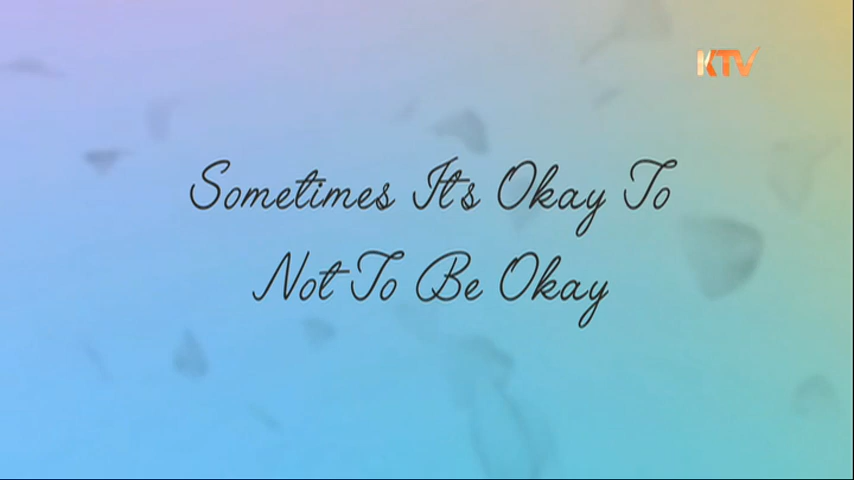 KTV
Sometimes It's Okay To
Not To Be Okay